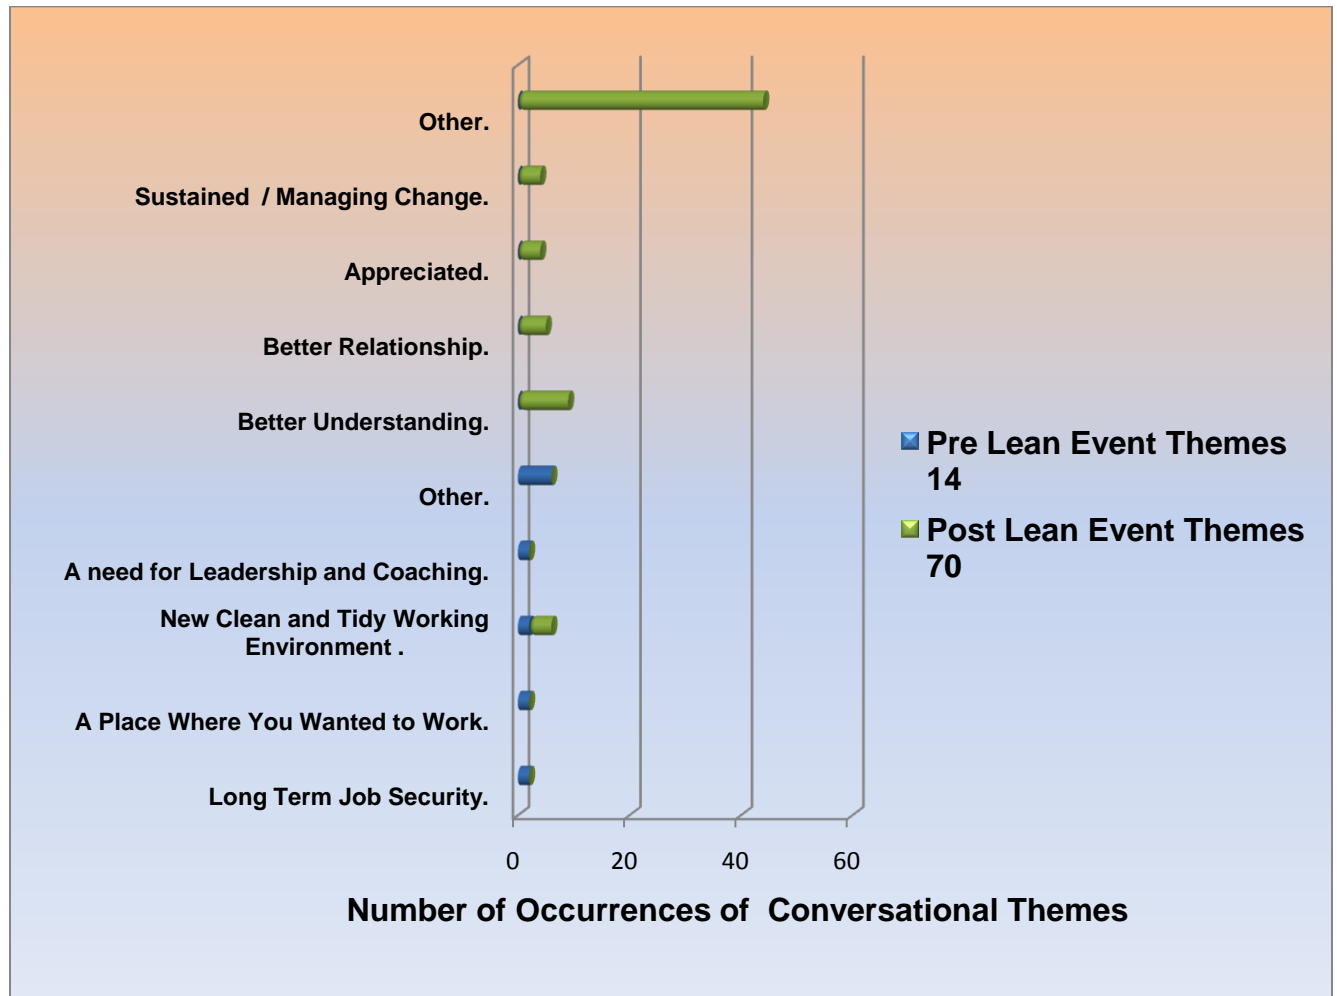 Other.
Sustained / Managing Change.
Appreciated.
Better Relationship.
Better Understanding.
Other.
A need for Leadership and Coaching.
New Clean and Tidy Working
Environment .
A Place Where You Wanted to Work.
Long Term Job Security.
0 20 40 60
Number of Occurrences of Conversational Themes
Pre Lean Event Themes
14
Post Lean Event Themes
70